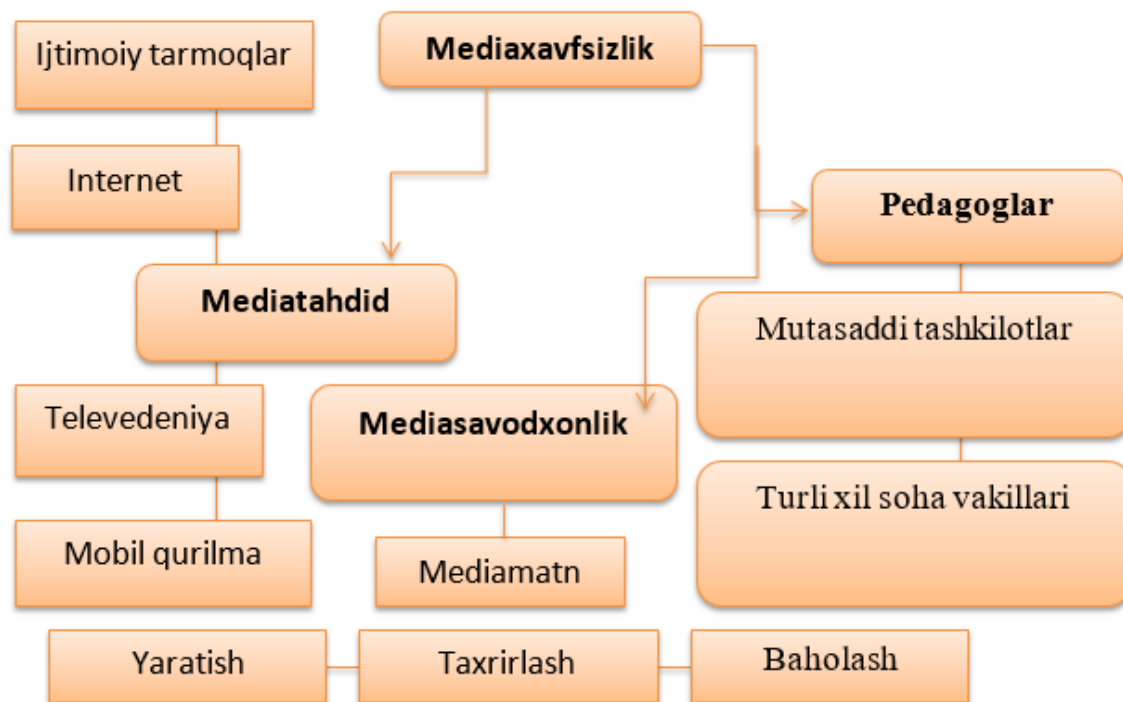 Ijtimoiy tarmoqlar
Mediaxavfsizlik
Internet
Pedagoglar
Mediatahdid
Mutasaddi tashkilotlar
Televedeniya
Mediasavodxonlik
Turli xil soha vakillari
Mobil qurilma
Mediamatn
Yaratish
Taxrirlash
Baholash